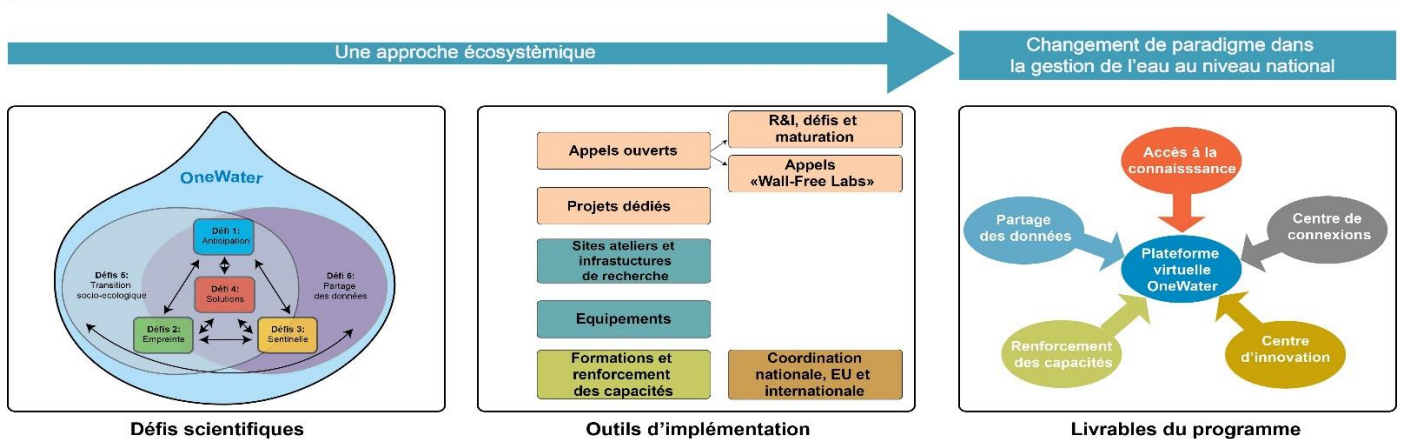 Une approche écosystèmique
Changement de paradigme dans
la gestion de l'eau au niveau national
OneWater
Défi 1:
Anticipation
Défis 5:
Transition
socio-ecologique
Défi 4:
Solutions
Défi 6:
Partage
des données
Défis 2:
Empreinte
Défis 3:
Sentinelle
Défis scientifiques
Appels ouverts
R&I, défis et
maturation
Appels
«Wall-Free Labs»
Projets dédiés
Sites ateliers et
infrastuctures
de recherche
Equipements
Formations et
renforcement
des capacités
Coordination
nationale, EU et
internationale
Outils d'implémentation
Accès à la
connaisssance
Partage
des données
Centre de
connexions
Plateforme
virtuelle
OneWater
Renforcement
des capacités
Centre
d'innovation
Livrables du programme